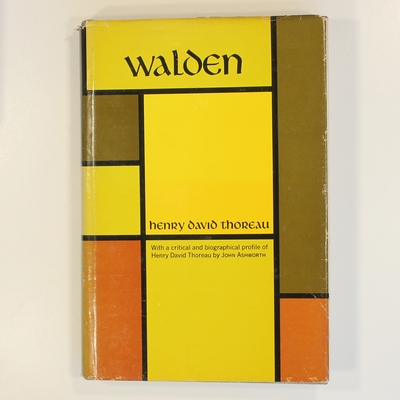 walden
henry david thoreau
With a critical and biographical profile of
Henry David Thoreau by JOHN ASHWORTH